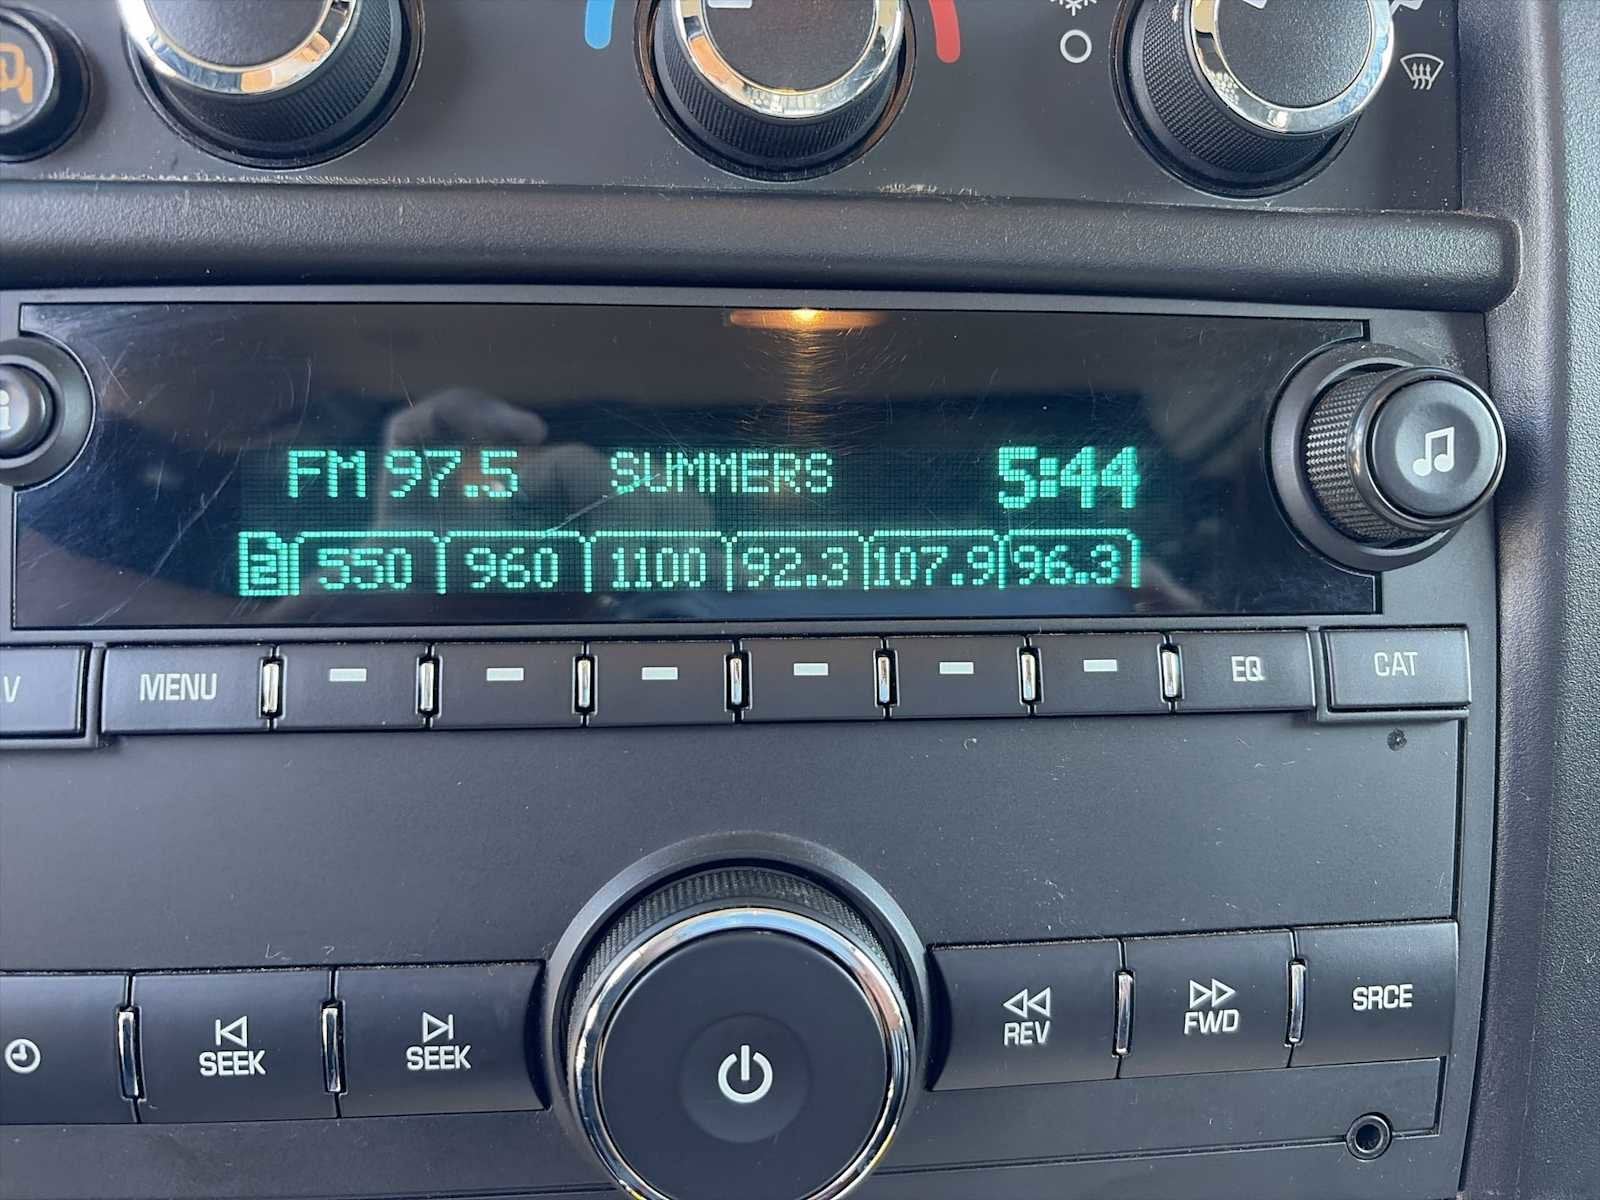 i
FM 97.5 SUMMERS 5:44
2 550 960 1100 92.3 107.9 96.3
V MENU EQ CAT
SEEK SEEK REV FWD SRCE